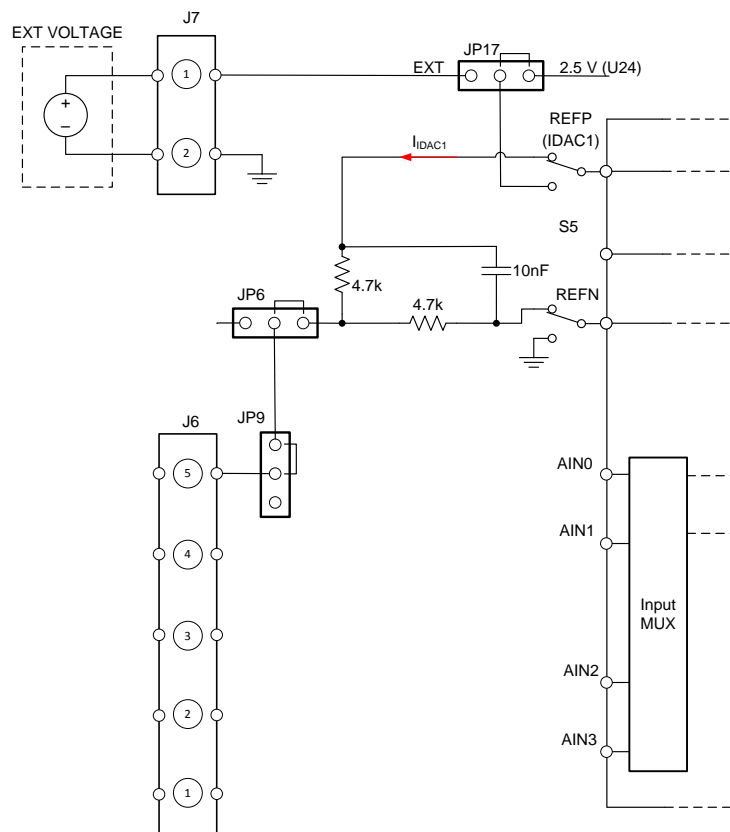 J7
EXT VOLTAGE
JP17
1
EXT
2.5 V (U24)
+
–
REFP
(IDAC1)
2
IIDAC1
S5
10nF
4.7k
JP6
4.7k
REFN
J6
JP9
5
AIN0
4
AIN1
Input
MUX
3
AIN2
2
AIN3
1